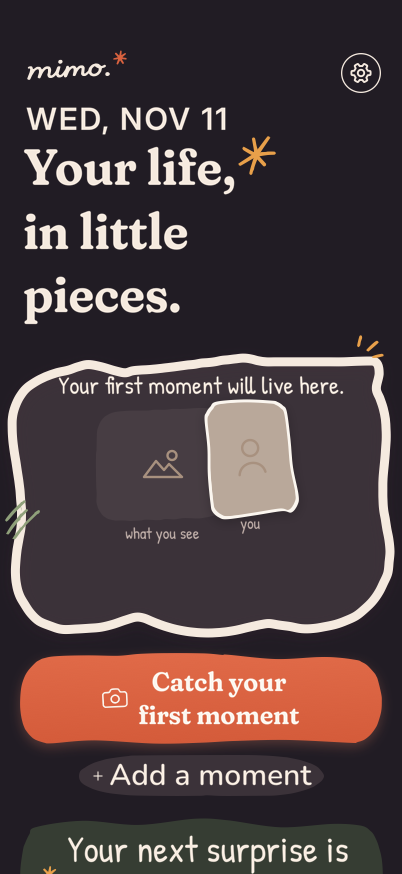 mimo.
WED, NOV 11
Your life,
in little
pieces.
Your first moment will live here.
what you see
you
Catch your
first moment
+ Add a moment
Your next surprise is